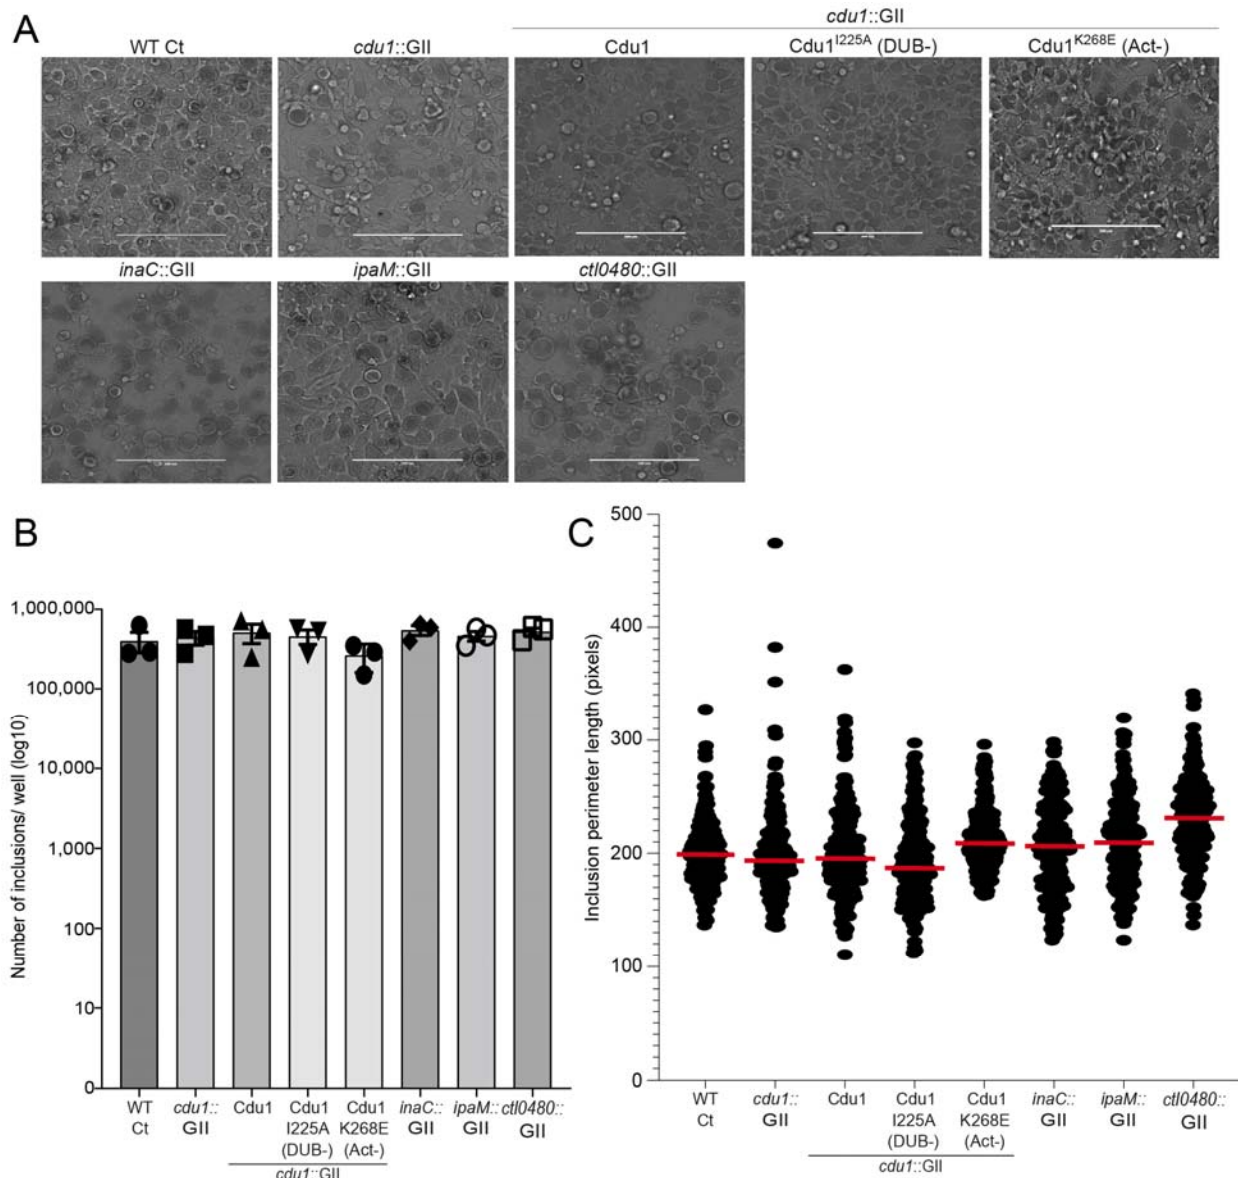 A
cdu1::GII
WT Ct
cdu1::GII
Cdu1
Cdu1I225A (DUB-)
Cdu1K268E (Act-)
inaC::GII
ipaM::GII
ctl0480::GII
B
Number of inclusions/ well (log10)
1,000,000
100,000
10,000
1,000
100
10
0
WT
Ct
cdu1::
GII
Cdu1
Cdu1
I225A
(DUB-)
Cdu1
K268E
(Act-)
inaC::
GII
ipaM::
GII
ctl0480::
GII
cdu1::GII
C
Inclusion perimeter length (pixels)
500
400
300
200
100
0
WT
Ct
cdu1::
GII
Cdu1
Cdu1
I225A
(DUB-)
Cdu1
K268E
(Act-)
inaC::
GII
ipaM::
GII
ctl0480::
GII
cdu1::GII